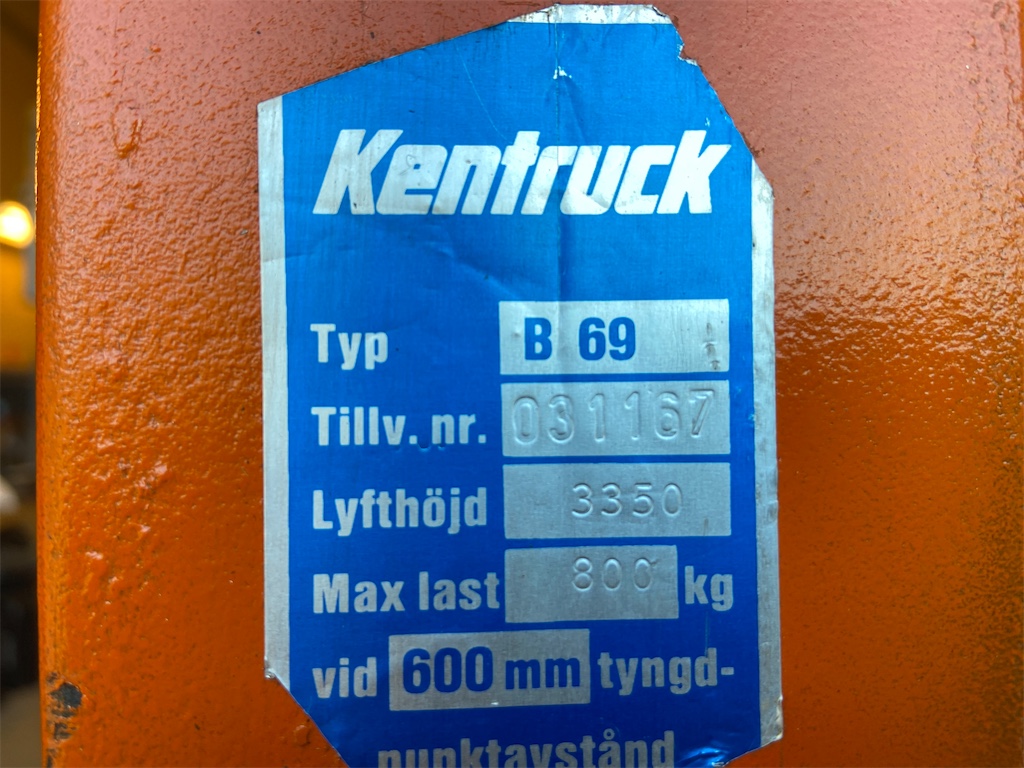 Kentruck
Typ B 69
Tillv. nr. 031167
Lyfthöjd 3350
Max last 800 kg
vid 600 mm tyngd-
punktavstånd